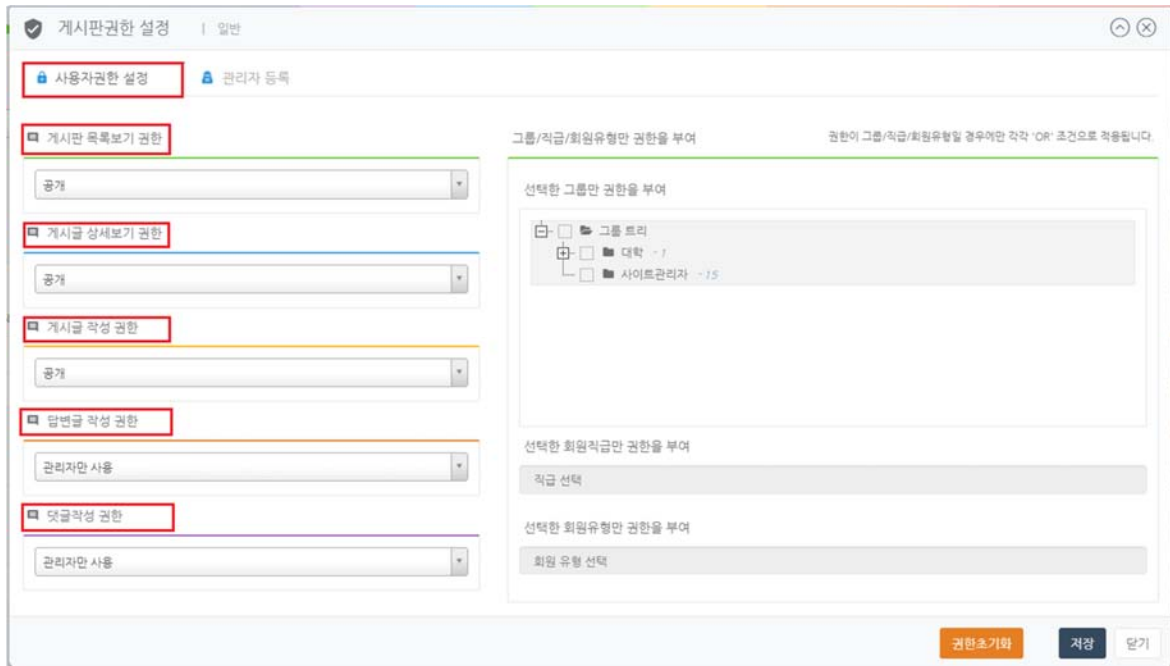 게시판권한 설정 | 일반
사용자권한 설정 관리자 등록
게시판 목록보기 권한
공개
게시글 상세보기 권한
공개
게시글 작성 권한
공개
답변글 작성 권한
관리자만 사용
댓글작성 권한
관리자만 사용
그룹/직급/회원유형만 권한을 부여 권한이 그룹/직급/회원유형일 경우에만 각각 'OR' 조건으로 적용됩니다.
선택한 그룹만 권한을 부여
그룹 트리
대학 - 1
사이트관리자 - 15
선택한 회원직급만 권한을 부여
직급 선택
선택한 회원유형만 권한을 부여
회원 유형 선택
권한초기화 저장 닫기